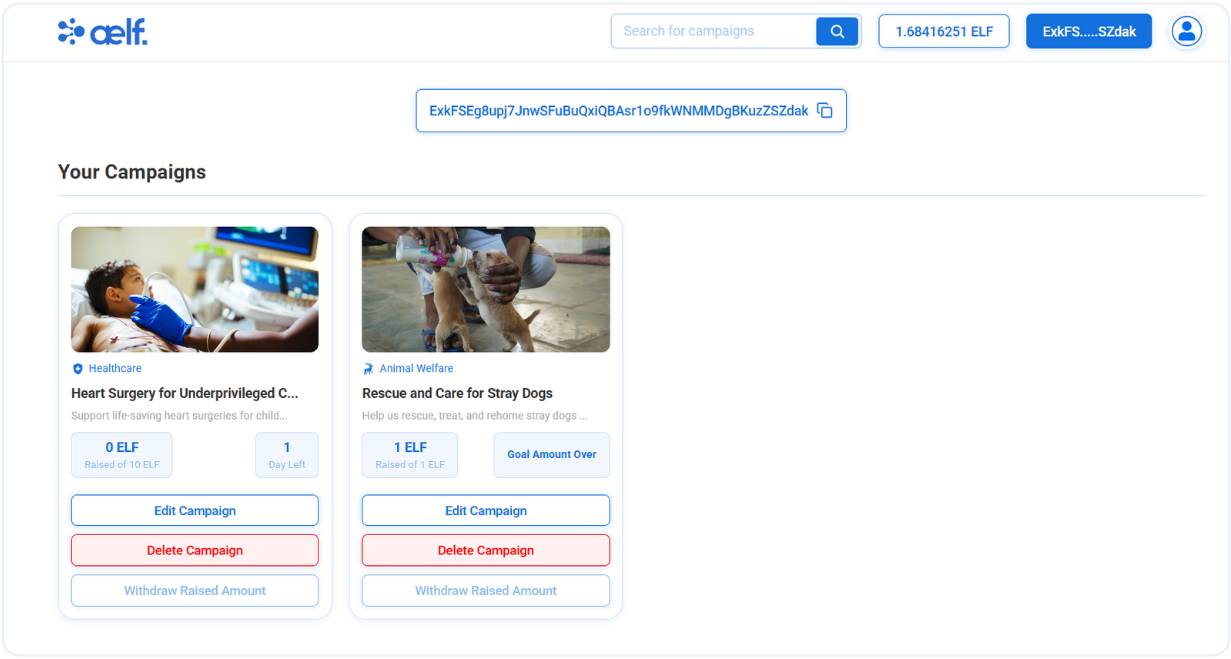 aelf.
Search for campaigns
1.68416251 ELF
ExkFS.....SZdak
ExkFSEg8upj7JnwSFuBuQxiQBAsr1o9fkWNMMDgBKuzZSZdak
Your Campaigns
Healthcare
Heart Surgery for Underprivileged C...
Support life-saving heart surgeries for child...
0 ELF
Raised of 10 ELF
1
Day Left
Edit Campaign
Delete Campaign
Withdraw Raised Amount
Animal Welfare
Rescue and Care for Stray Dogs
Help us rescue, treat, and rehome stray dogs ...
1 ELF
Raised of 1 ELF
Goal Amount Over
Edit Campaign
Delete Campaign
Withdraw Raised Amount